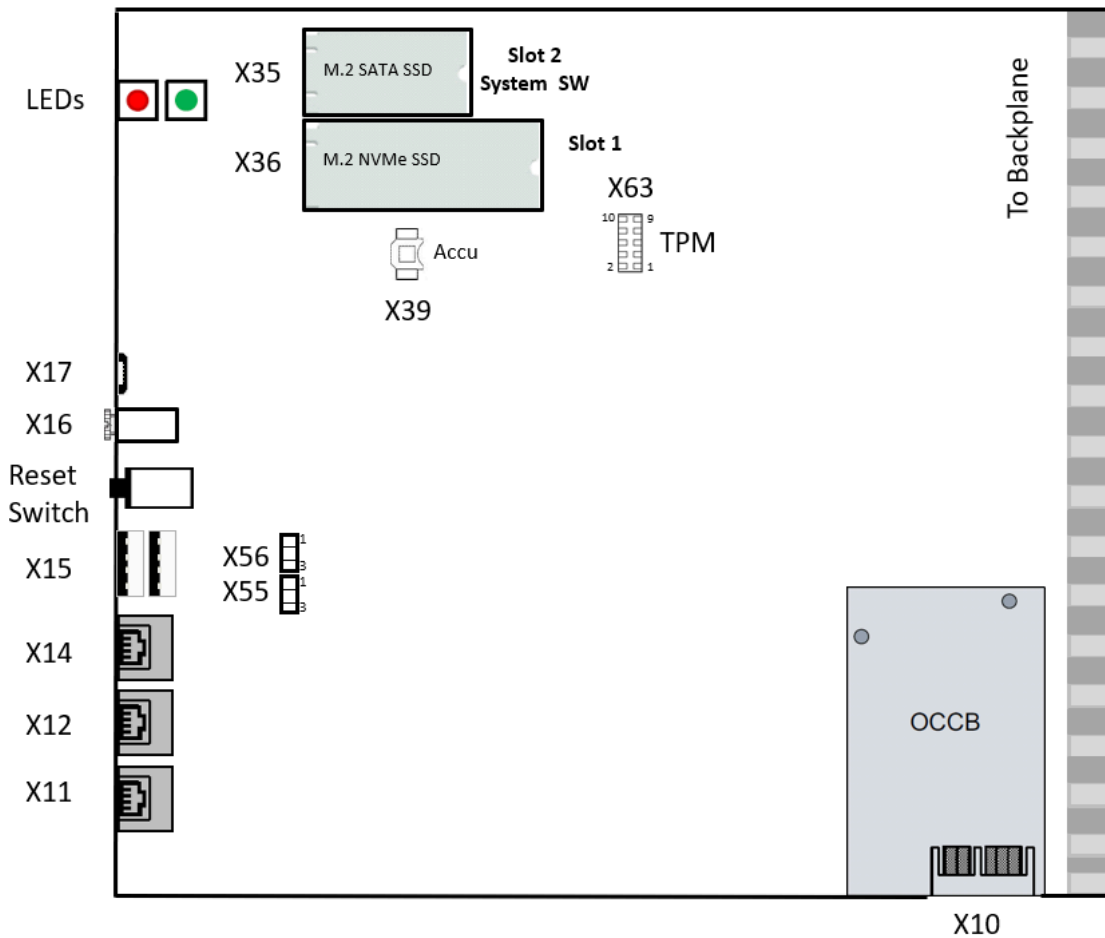 X35
M.2 SATA SSD
Slot 2
System SW
LEDs
X36
M.2 NVMe SSD
Slot 1
To Backplane
X63
10 9
TPM
2 1
Accu
X39
X17
X16
Reset
Switch
X15
X56
1
3
X55
1
3
X14
X12
X11
OCCB
X10